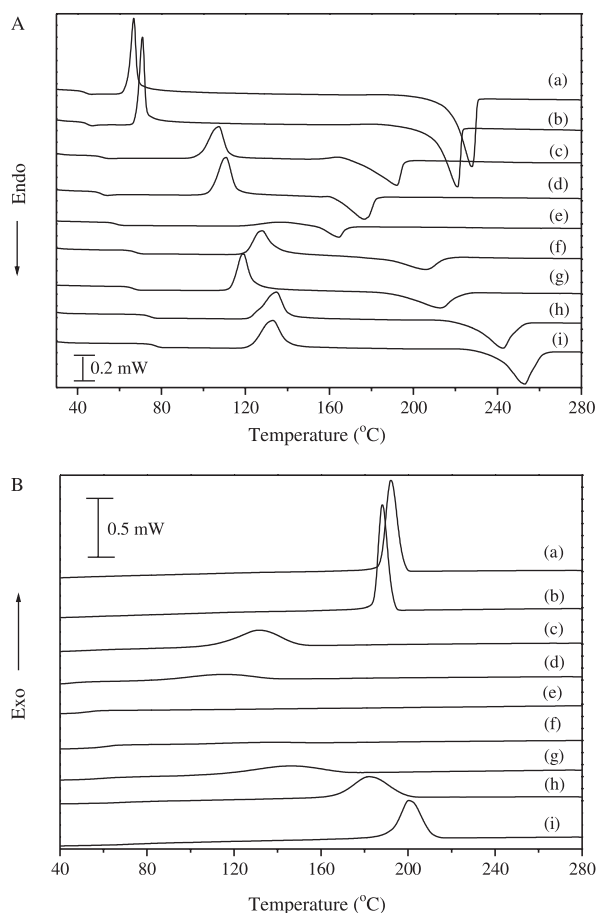 A
Endo
(a)
(b)
(c)
(d)
(e)
(f)
(g)
(h)
(i)
0.2 mW
40 80 120 160 200 240 280
Temperature (°C)
B
Exo
0.5 mW
(a)
(b)
(c)
(d)
(e)
(f)
(g)
(h)
(i)
40 80 120 160 200 240 280
Temperature (°C)